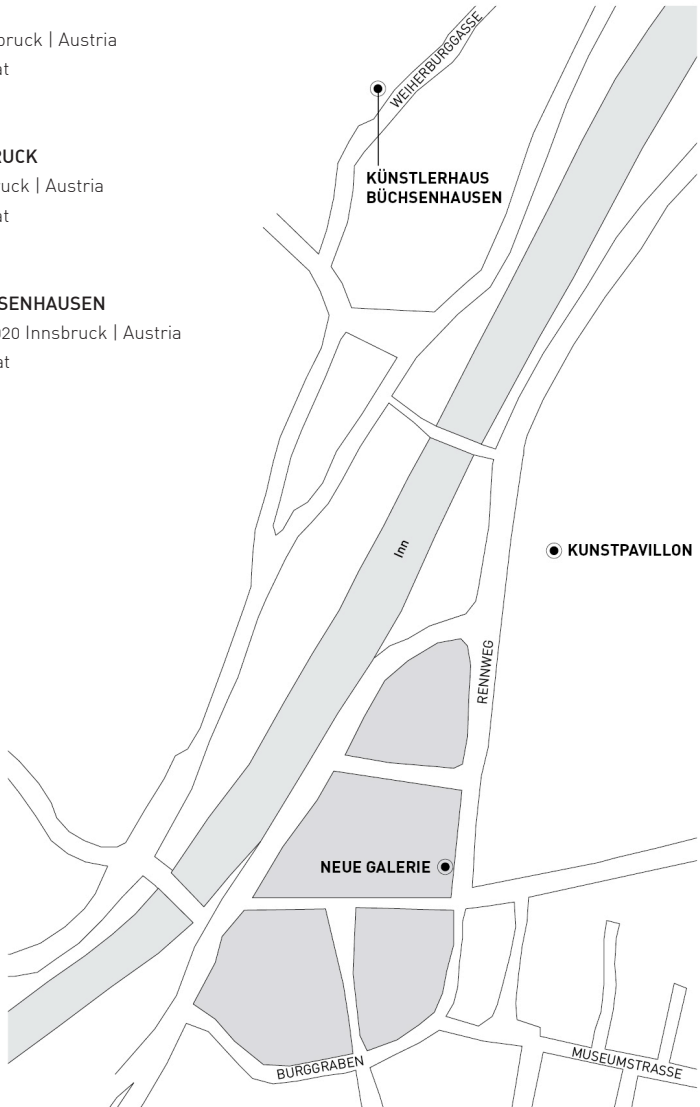 bruck | Austria
at
RUCK
uck | Austria
at
SENHAUSEN
020 Innsbruck | Austria
at
WEIHERBURGGASSE
KÜNSTLERHAUS
BÜCHSENHAUSEN
Inn
KUNSTPAVILLON
RENNWEG
NEUE GALERIE
BURGGRABEN
MUSEUMSTRASSE